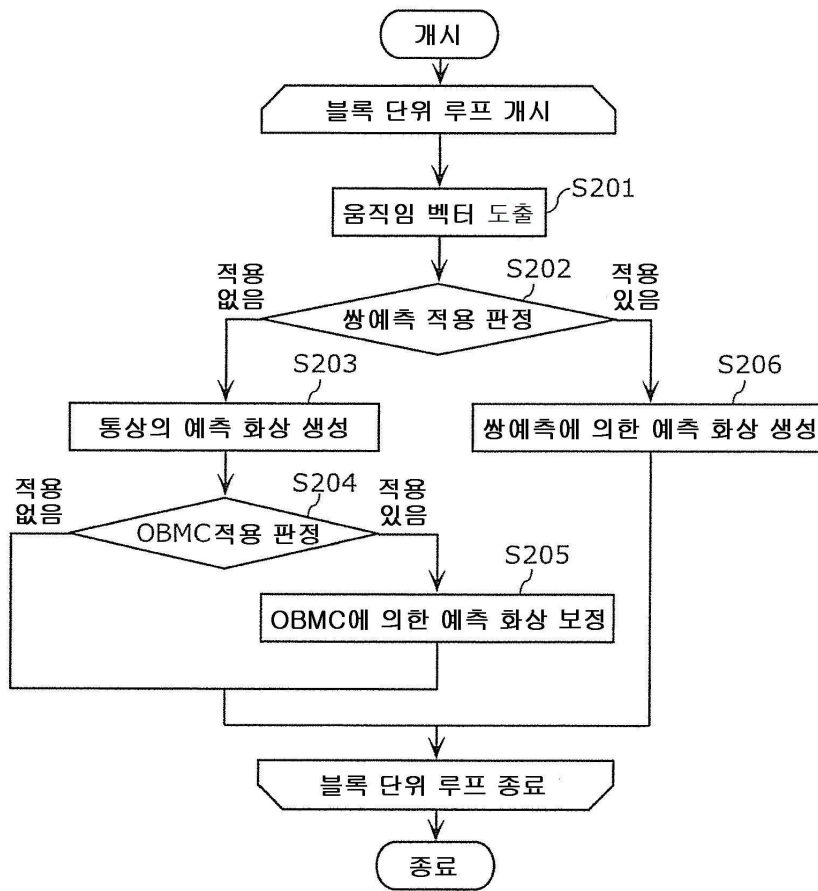 개시
블록 단위 루프 개시
S201
움직임 벡터 도출
S202
적용
없음
적용
있음
쌍예측 적용 판정
S203
S206
통상의 예측 화상 생성
쌍예측에 의한 예측 화상 생성
S204
적용
없음
적용
있음
OBMC적용 판정
S205
OBMC에 의한 예측 화상 보정
블록 단위 루프 종료
종료